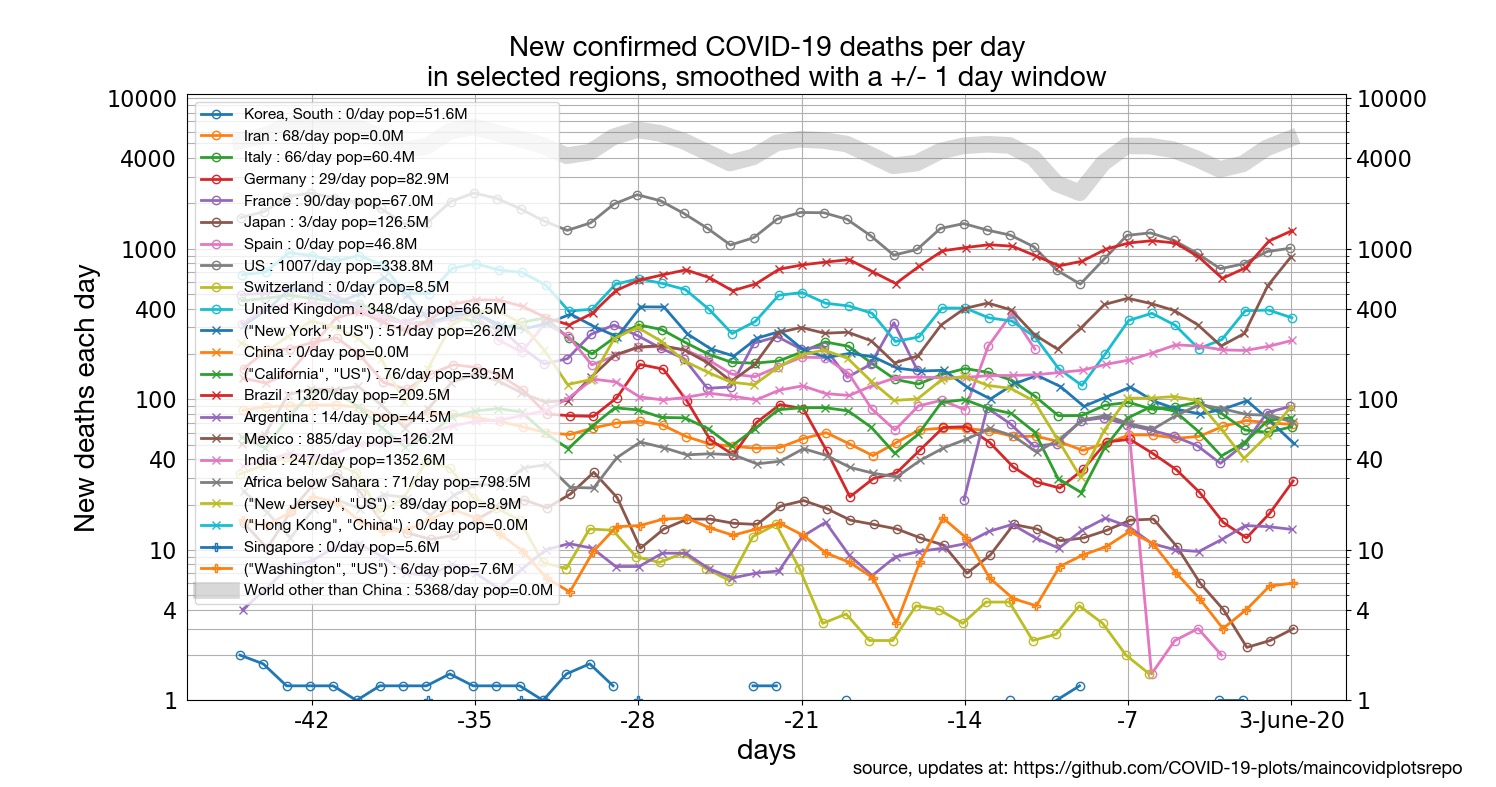 New confirmed COVID-19 deaths per day
in selected regions, smoothed with a +/- 1 day window
New deaths each day
10000
4000
1000
400
100
40
10
4
1
Korea, South : 0/day pop=51.6M
Iran : 68/day pop=0.0M
Italy : 66/day pop=60.4M
Germany : 29/day pop=82.9M
France : 90/day pop=67.0M
Japan : 3/day pop=126.5M
Spain : 0/day pop=46.8M
US : 1007/day pop=338.8M
Switzerland : 0/day pop=8.5M
United Kingdom : 348/day pop=66.5M
("New York", "US") : 51/day pop=26.2M
China : 0/day pop=0.0M
("California", "US") : 76/day pop=39.5M
Brazil : 1320/day pop=209.5M
Argentina : 14/day pop=44.5M
Mexico : 885/day pop=126.2M
India : 247/day pop=1352.6M
Africa below Sahara : 71/day pop=798.5M
("New Jersey", "US") : 89/day pop=8.9M
("Hong Kong", "China") : 0/day pop=0.0M
Singapore : 0/day pop=5.6M
("Washington", "US") : 6/day pop=7.6M
World other than China : 5368/day pop=0.0M
10000
4000
1000
400
100
40
10
4
1
-42 -35 -28 -21 -14 -7 3-June-20
days
source, updates at: https://github.com/COVID-19-plots/maincovidplotsrepo